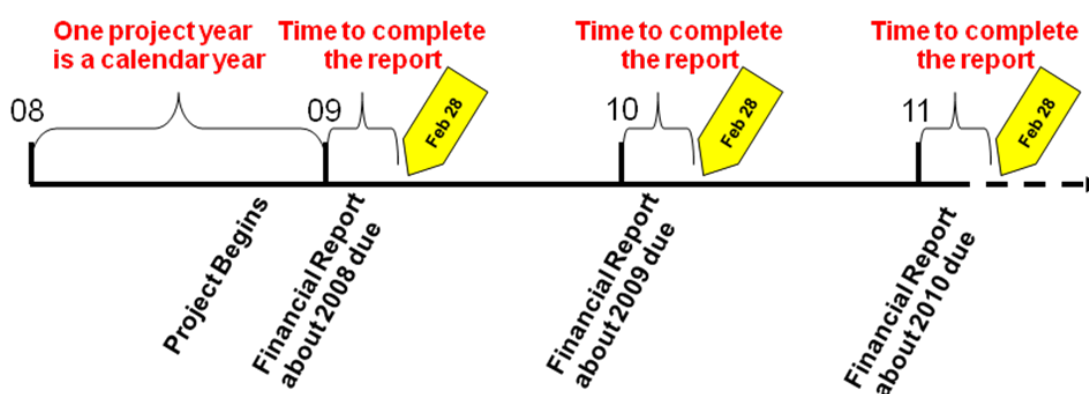 One project year
is a calendar year
Time to complete
the report
Time to complete
the report
Time to complete
the report
08
09
Feb 28
10
Feb 28
11
Feb 28
Project Begins
Financial Report
about 2008 due
Financial Report
about 2009 due
Financial Report
about 2010 due